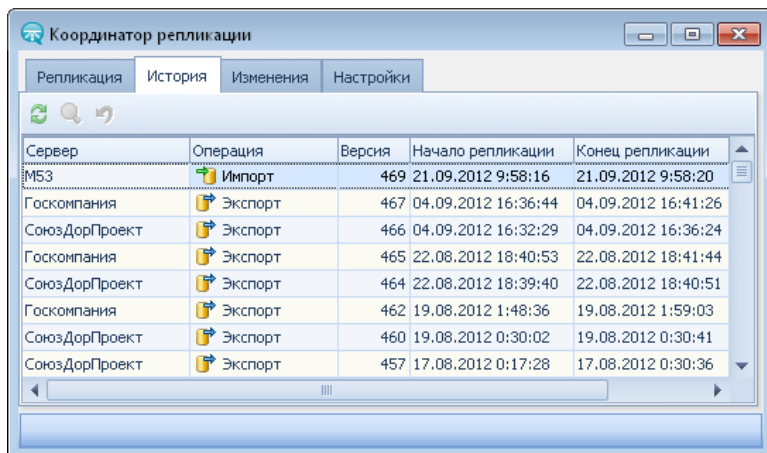 Координатор репликации
Репликация История Изменения Настройки
Сервер Операция Версия Начало репликации Конец репликации
М53 Импорт 469 21.09.2012 9:58:16 21.09.2012 9:58:20
Госкомпания Экспорт 467 04.09.2012 16:36:44 04.09.2012 16:41:26
СоюзДорПроект Экспорт 466 04.09.2012 16:32:29 04.09.2012 16:36:24
Госкомпания Экспорт 465 22.08.2012 18:40:53 22.08.2012 18:41:44
СоюзДорПроект Экспорт 464 22.08.2012 18:39:40 22.08.2012 18:40:51
Госкомпания Экспорт 462 19.08.2012 1:48:36 19.08.2012 1:59:03
СоюзДорПроект Экспорт 460 19.08.2012 0:30:02 19.08.2012 0:30:41
СоюзДорПроект Экспорт 457 17.08.2012 0:17:28 17.08.2012 0:30:36